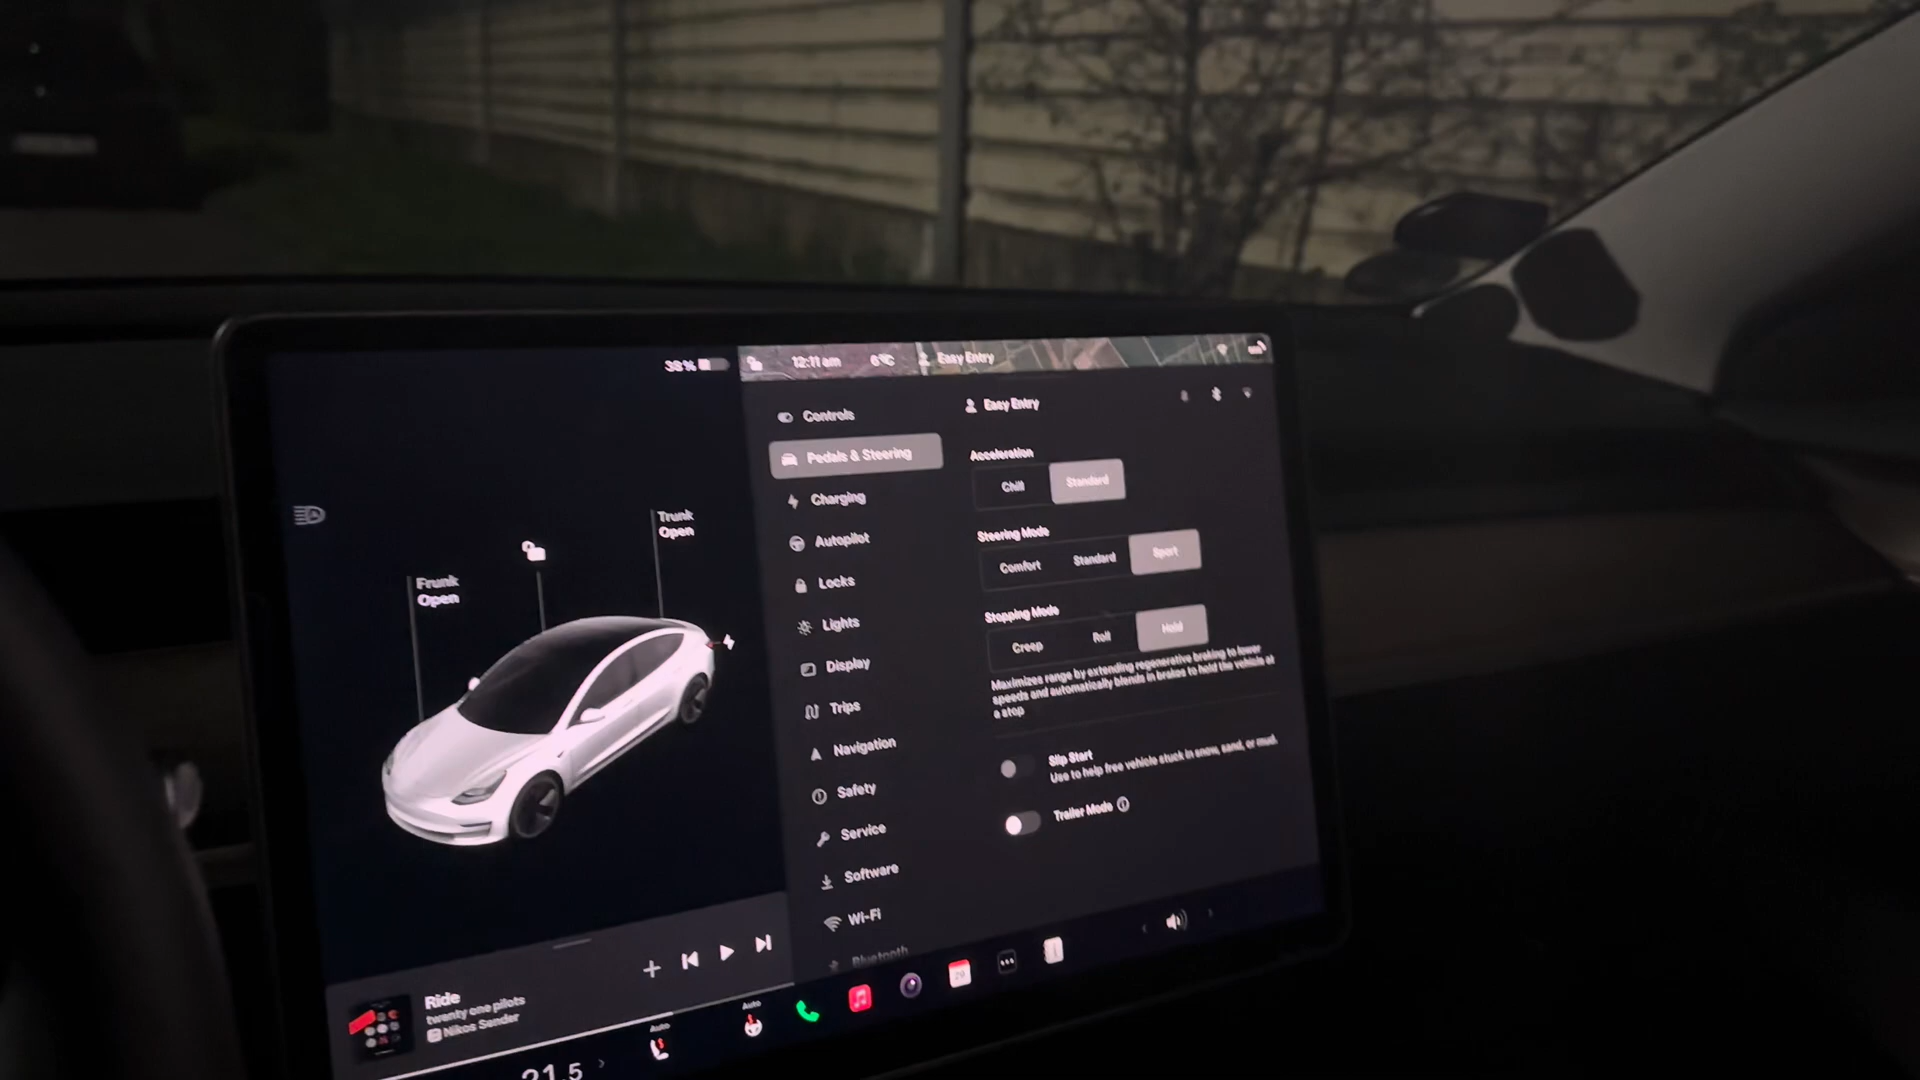 38%
12:11 am
6°C
Easy Entry
Controls
Pedals & Steering
Charging
Autopilot
Locks
Lights
Display
Trips
Navigation
Safety
Service
Software
Wi-Fi
Bluetooth
Easy Entry
Acceleration
Chill
Standard
Steering Mode
Comfort
Standard
Sport
Stopping Mode
Creep
Roll
Hold
Maximizes range by extending regenerative braking to lower
speeds and automatically blends in brakes to hold the vehicle at
a stop
Slip Start
Use to help free vehicle stuck in snow, sand, or mud.
Trailer Mode
Trunk
Open
Frunk
Open
Ride
twenty one pilots
Nikos Sender
21.5
Auto
Auto
29